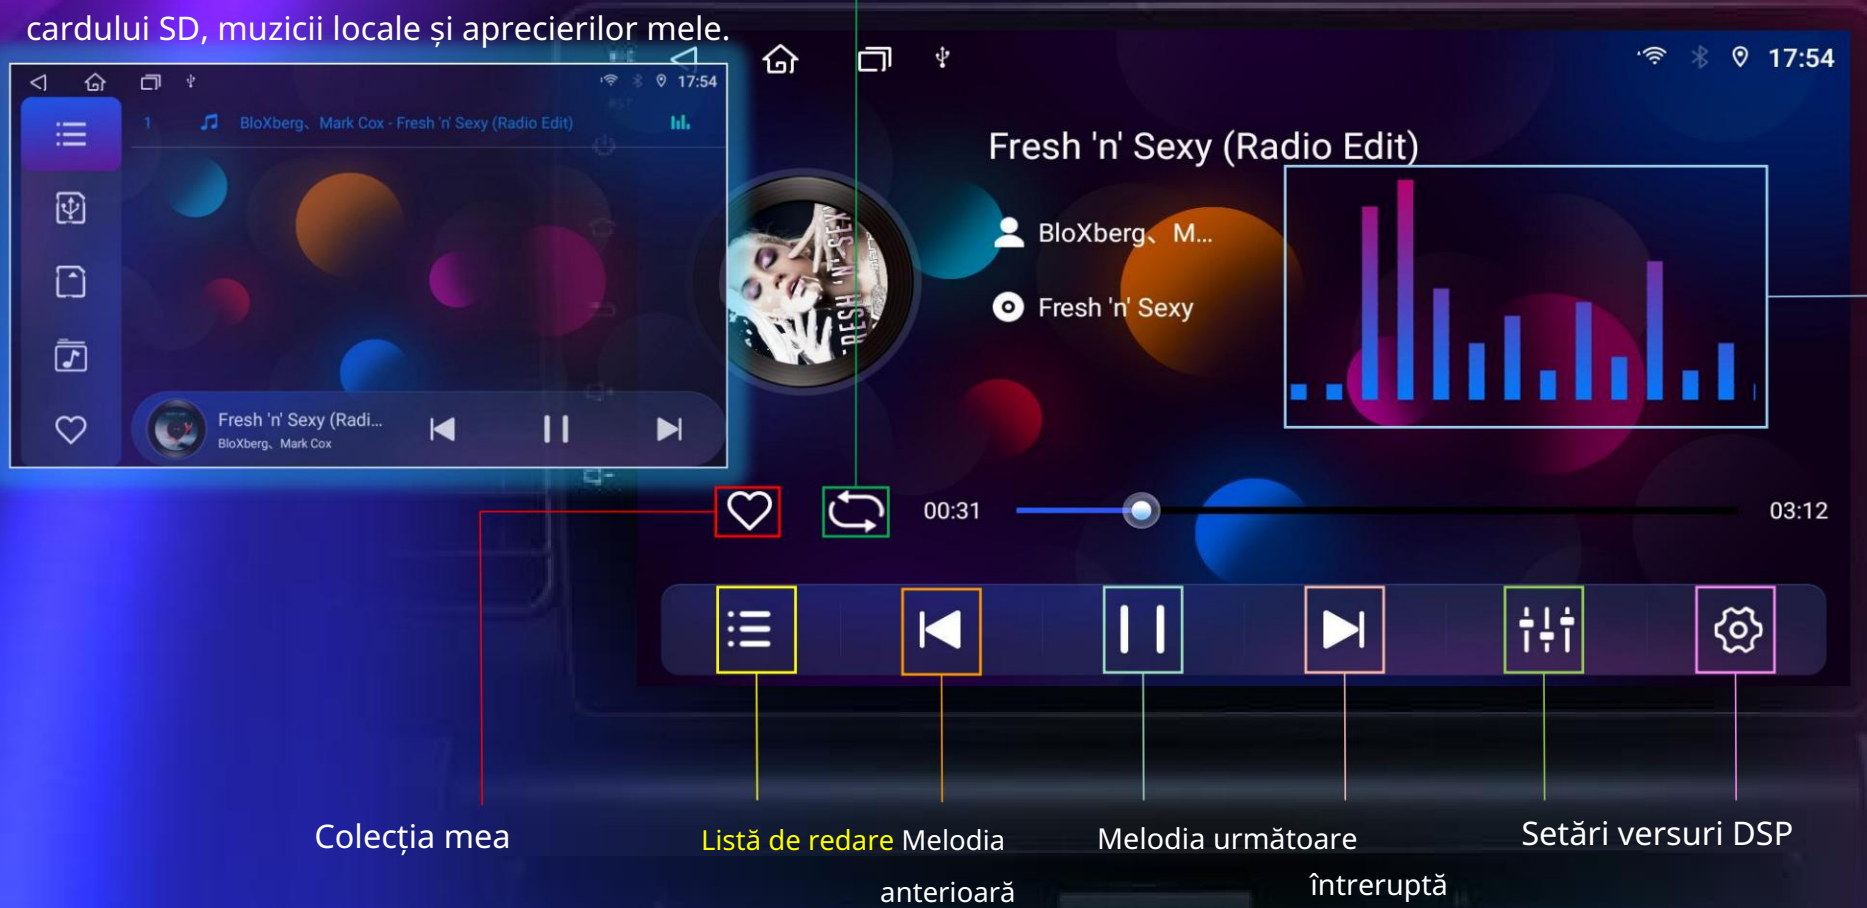 cardului SD, muzicii locale și aprecierilor mele.
17:54
1 BloXberg、Mark Cox - Fresh 'n' Sexy (Radio Edit)
Fresh 'n' Sexy (Radi...
BloXberg、Mark Cox
17:54
Fresh 'n' Sexy (Radio Edit)
BloXberg、M...
Fresh 'n' Sexy
00:31
03:12
Colecția mea
Listă de redare Melodia
anterioară
Melodia următoare
întreruptă
Setări versuri DSP